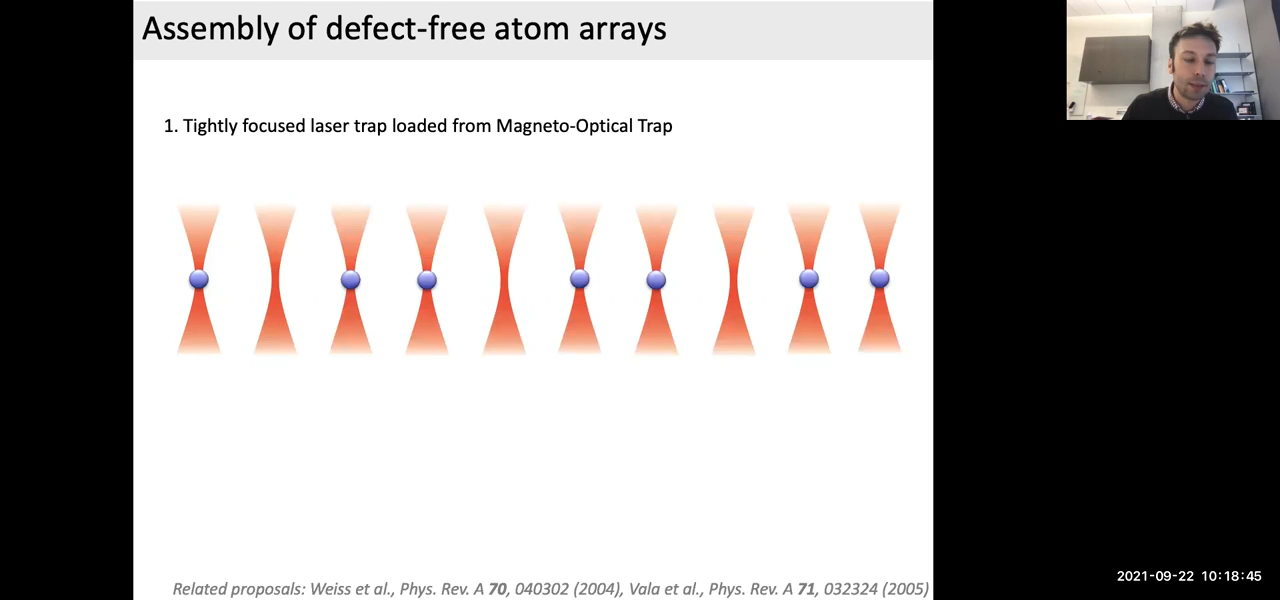 Assembly of defect-free atom arrays
1. Tightly focused laser trap loaded from Magneto-Optical Trap
Related proposals: Weiss et al., Phys. Rev. A 70, 040302 (2004), Vala et al., Phys. Rev. A 71, 032324 (2005)
2021-09-22 10:18:45